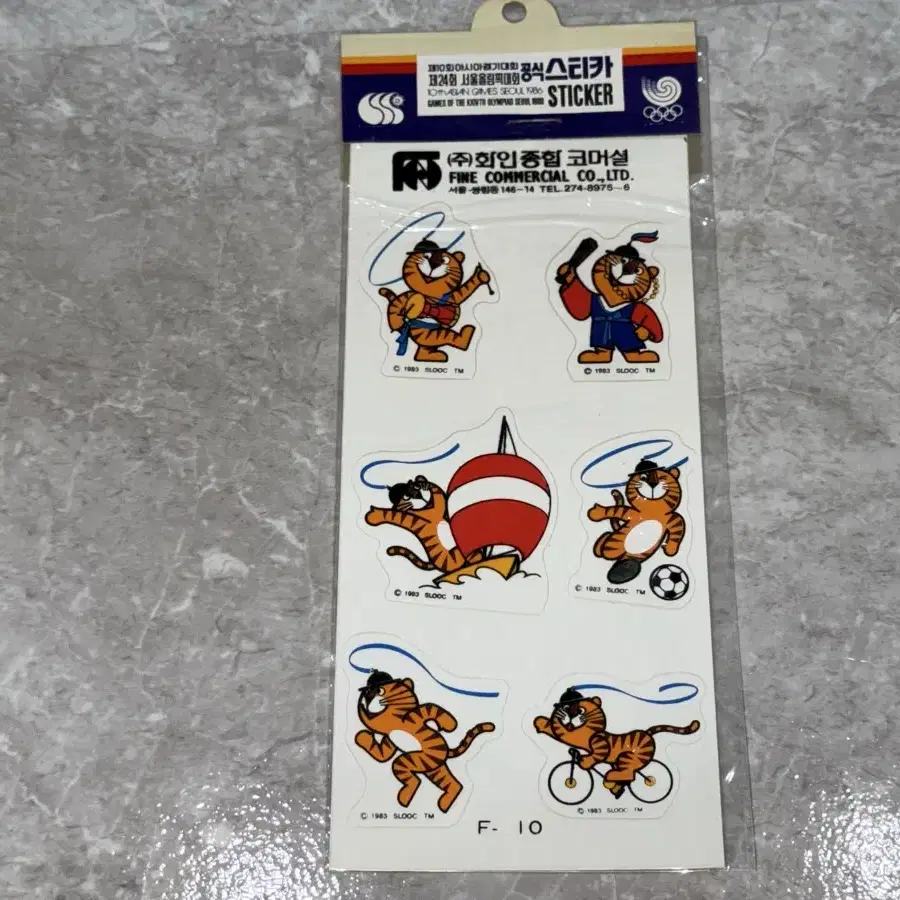 제10회아시아경기대회
제24회 서울올림픽대회
공식스티카
10th ASIAN GAMES SEOUL 1986
GAMES OF THE XXIVTH OLYMPIAD SEOUL 1988
STICKER
(주)화인종합 코머셜
FINE COMMERCIAL CO.,LTD.
서울·쌍림동 146-14 TEL.274-8975~6
© 1983 SLOOC TM
© 1983 SLOOC TM
© 1983 SLOOC TM
© 1983 SLOOC TM
© 1983 SLOOC TM
© 1983 SLOOC TM
F- 10